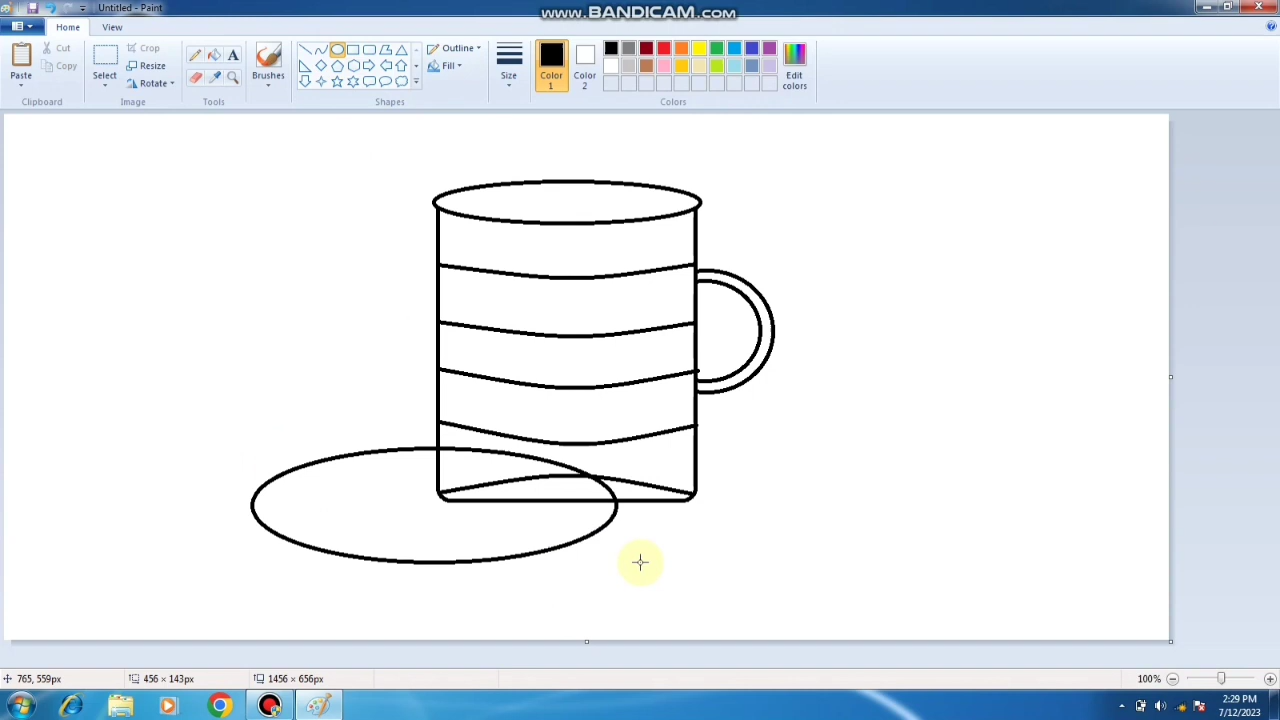 Untitled - Paint
www.BANDICAM.com
Home
View
Paste
Cut
Copy
Clipboard
Select
Crop
Resize
Rotate
Image
Tools
Brushes
Outline
Fill
Shapes
Size
Color 1
Color 2
Edit colors
Colors
765, 559px
456 × 143px
1456 × 656px
100%
2:29 PM
7/12/2023